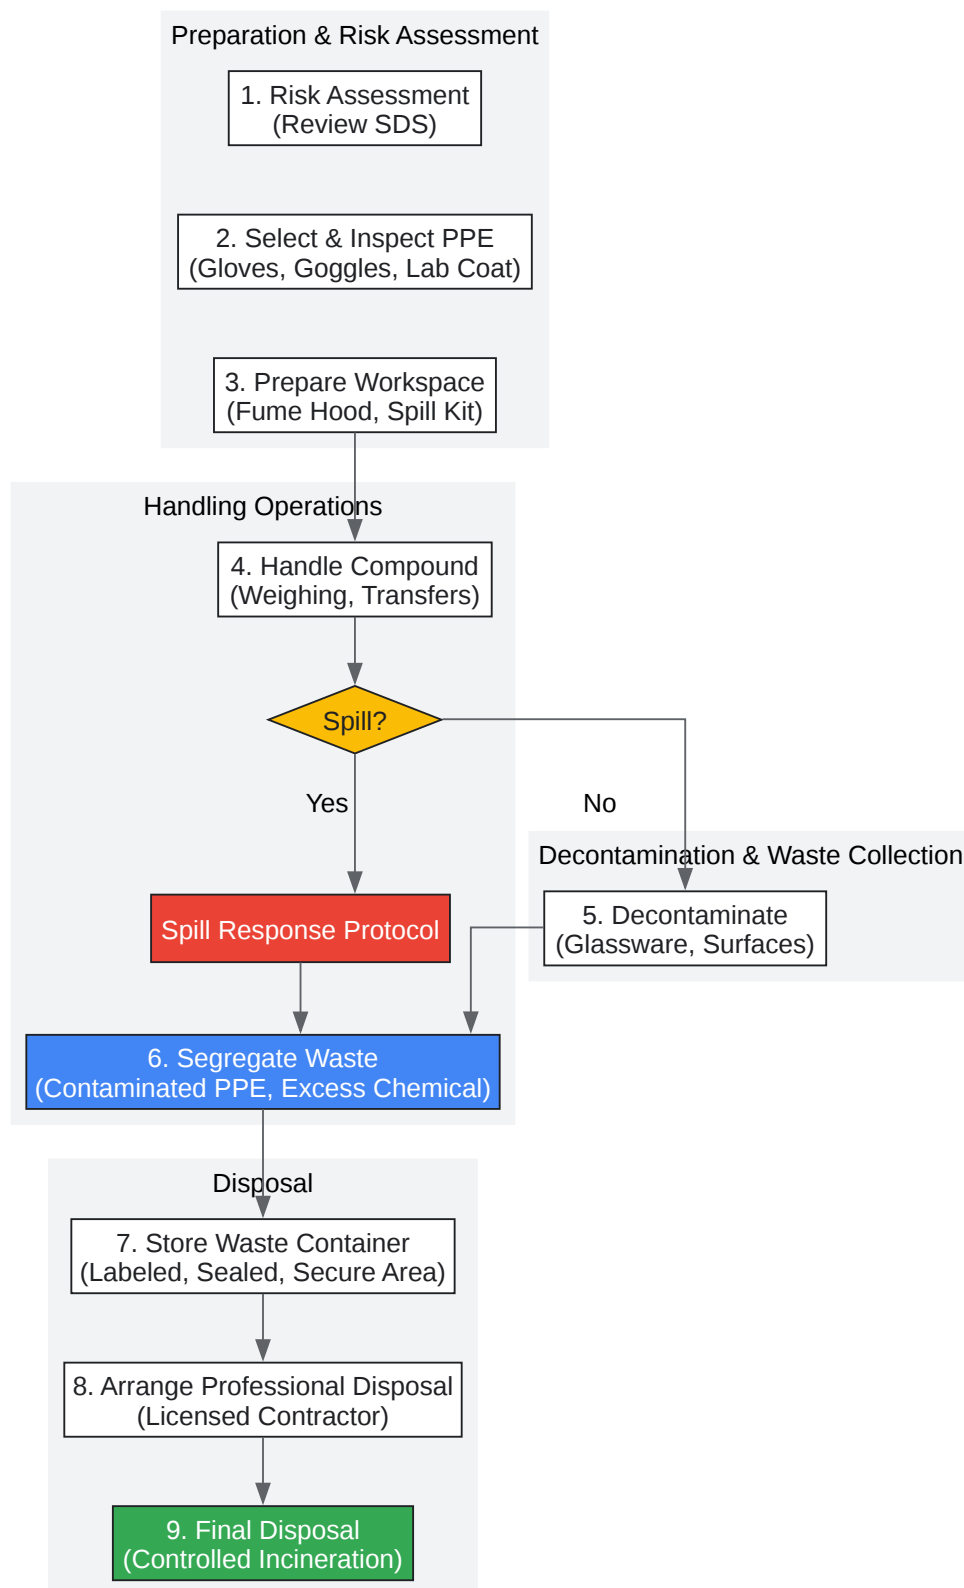 Preparation & Risk Assessment
1. Risk Assessment
(Review SDS)
2. Select & Inspect PPE
(Gloves, Goggles, Lab Coat)
3. Prepare Workspace
(Fume Hood, Spill Kit)
Handling Operations
4. Handle Compound
(Weighing, Transfers)
Spill?
Yes
No
Decontamination & Waste Collection
5. Decontaminate
(Glassware, Surfaces)
Spill Response Protocol
6. Segregate Waste
(Contaminated PPE, Excess Chemical)
Disposal
7. Store Waste Container
(Labeled, Sealed, Secure Area)
8. Arrange Professional Disposal
(Licensed Contractor)
9. Final Disposal
(Controlled Incineration)